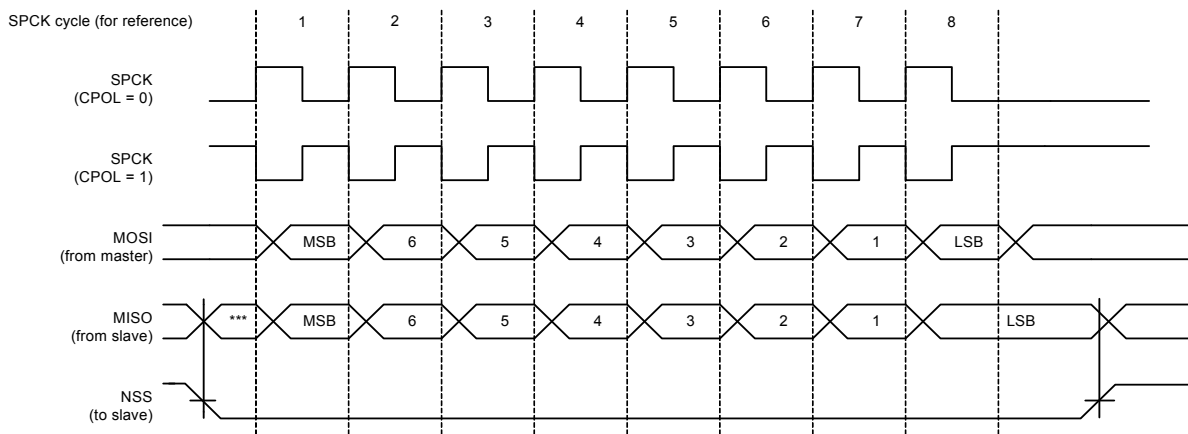 SPCK cycle (for reference) 1 2 3 4 5 6 7 8
SPCK
(CPOL = 0)
SPCK
(CPOL = 1)
MOSI
(from master)
MSB 6 5 4 3 2 1 LSB
MISO
(from slave)
*** MSB 6 5 4 3 2 1 LSB
NSS
(to slave)